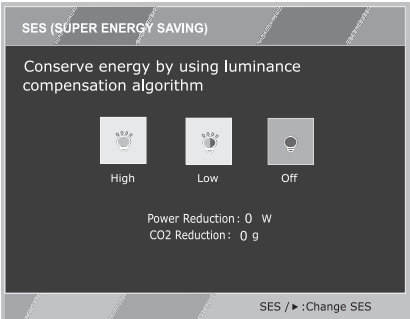 SES (SUPER ENERGY SAVING)
Conserve energy by using luminance
compensation algorithm
High Low Off
Power Reduction: 0 W
CO2 Reduction: 0 g
SES / ▶ :Change SES